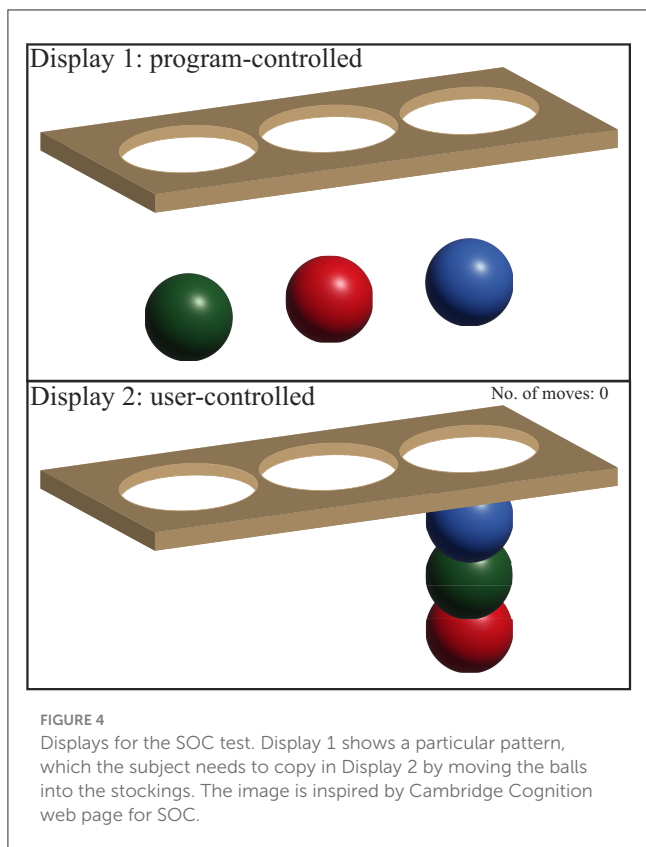 Display 1: program-controlled
Display 2: user-controlled
No. of moves: 0
FIGURE 4
Displays for the SOC test. Display 1 shows a particular pattern,
which the subject needs to copy in Display 2 by moving the balls
into the stockings. The image is inspired by Cambridge Cognition
web page for SOC.